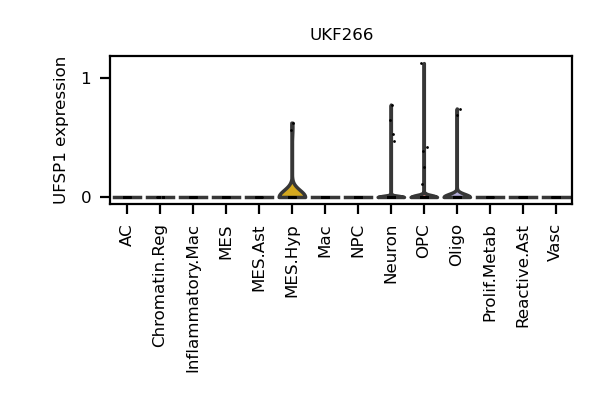 UKF266
UFSP1 expression
1
0
AC
Chromatin.Reg
Inflammatory.Mac
MES
MES.Ast
MES.Hyp
Mac
NPC
Neuron
OPC
Oligo
Prolif.Metab
Reactive.Ast
Vasc